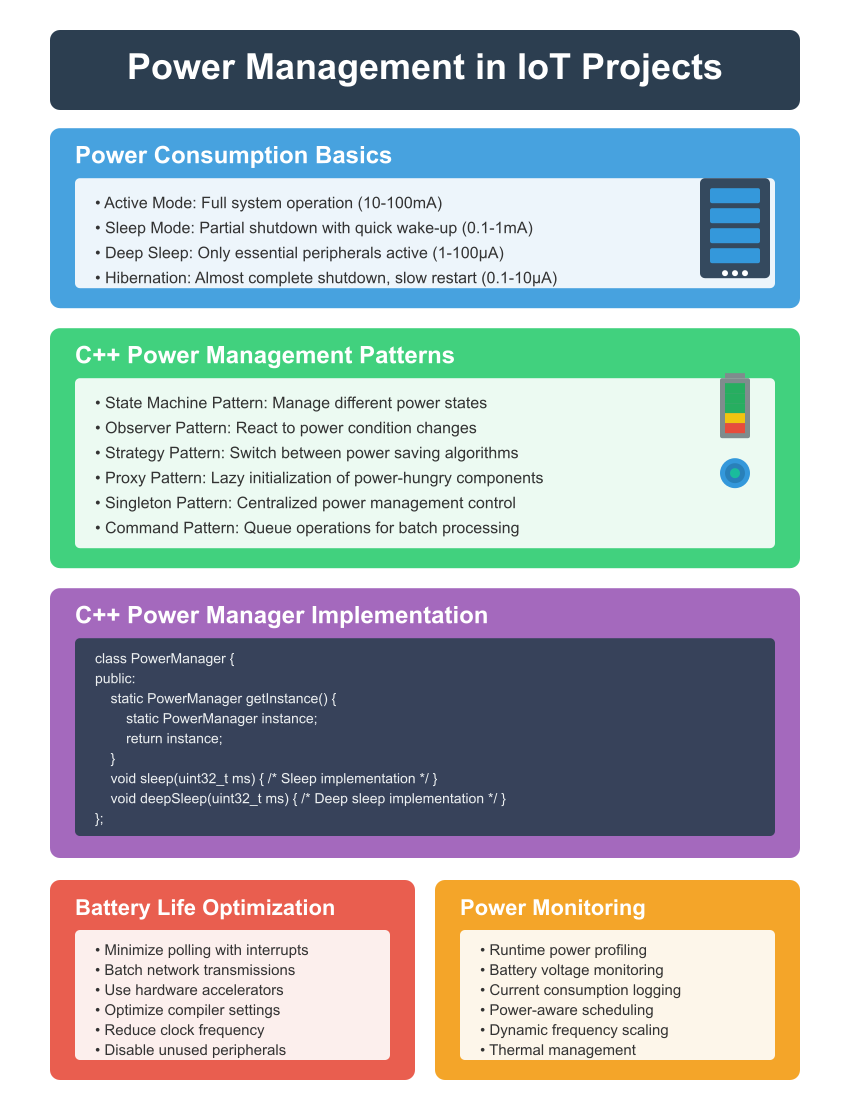 Power Management in IoT Projects
Power Consumption Basics
• Active Mode: Full system operation (10-100mA)
• Sleep Mode: Partial shutdown with quick wake-up (0.1-1mA)
• Deep Sleep: Only essential peripherals active (1-100μA)
• Hibernation: Almost complete shutdown, slow restart (0.1-10μA)
C++ Power Management Patterns
• State Machine Pattern: Manage different power states
• Observer Pattern: React to power condition changes
• Strategy Pattern: Switch between power saving algorithms
• Proxy Pattern: Lazy initialization of power-hungry components
• Singleton Pattern: Centralized power management control
• Command Pattern: Queue operations for batch processing
C++ Power Manager Implementation
class PowerManager {
public:
    static PowerManager getInstance() {
        static PowerManager instance;
        return instance;
    }
    void sleep(uint32_t ms) { /* Sleep implementation */ }
    void deepSleep(uint32_t ms) { /* Deep sleep implementation */ }
};
Battery Life Optimization
• Minimize polling with interrupts
• Batch network transmissions
• Use hardware accelerators
• Optimize compiler settings
• Reduce clock frequency
• Disable unused peripherals
Power Monitoring
• Runtime power profiling
• Battery voltage monitoring
• Current consumption logging
• Power-aware scheduling
• Dynamic frequency scaling
• Thermal management